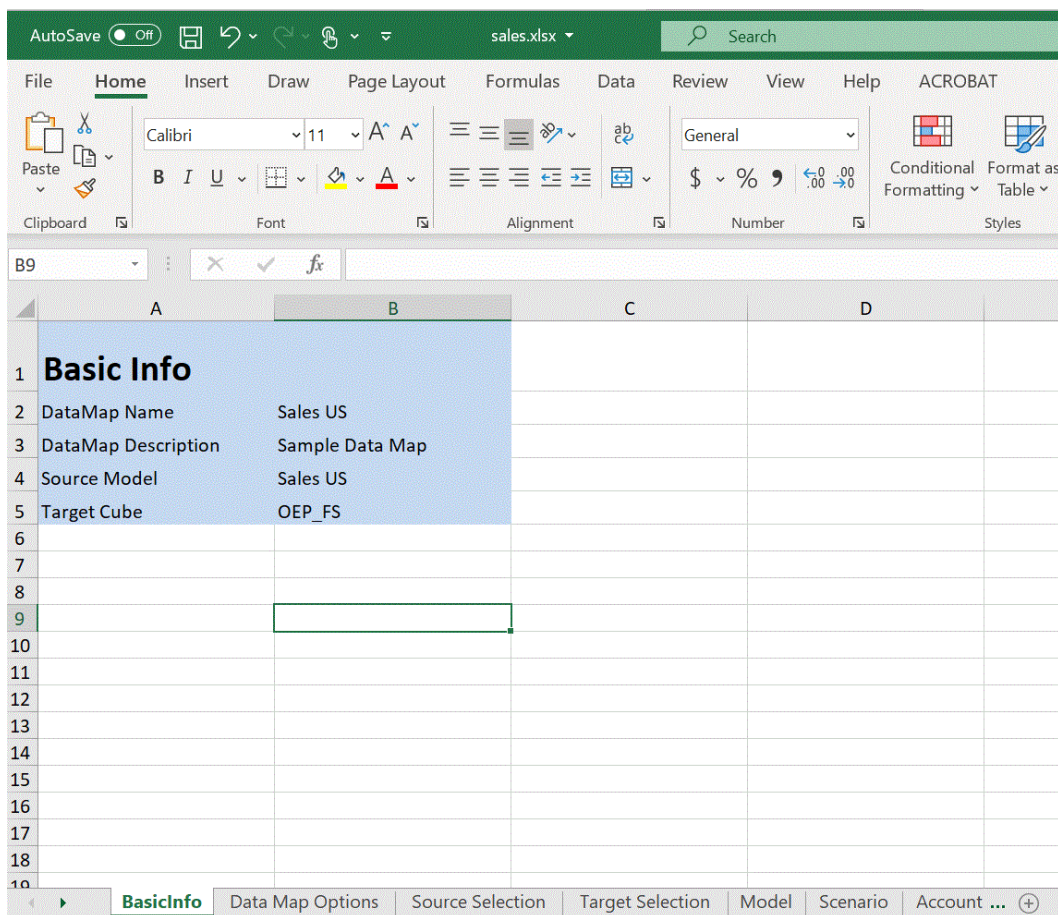 AutoSave Off sales.xlsx Search
File Home Insert Draw Page Layout Formulas Data Review View Help ACROBAT
Calibri 11 A A ab General
Paste c Conditional Format as
B I U A $ % .00 .00 Formatting Table
Clipboard Font Alignment Number Styles
B9 fx
A B C D
1 Basic Info
2 DataMap Name Sales US
3 DataMap Description Sample Data Map
4 Source Model Sales US
5 Target Cube OEP_FS
6
7
8
9
10
11
12
13
14
15
16
17
18
19
BasicInfo Data Map Options Source Selection Target Selection Model Scenario Account ...